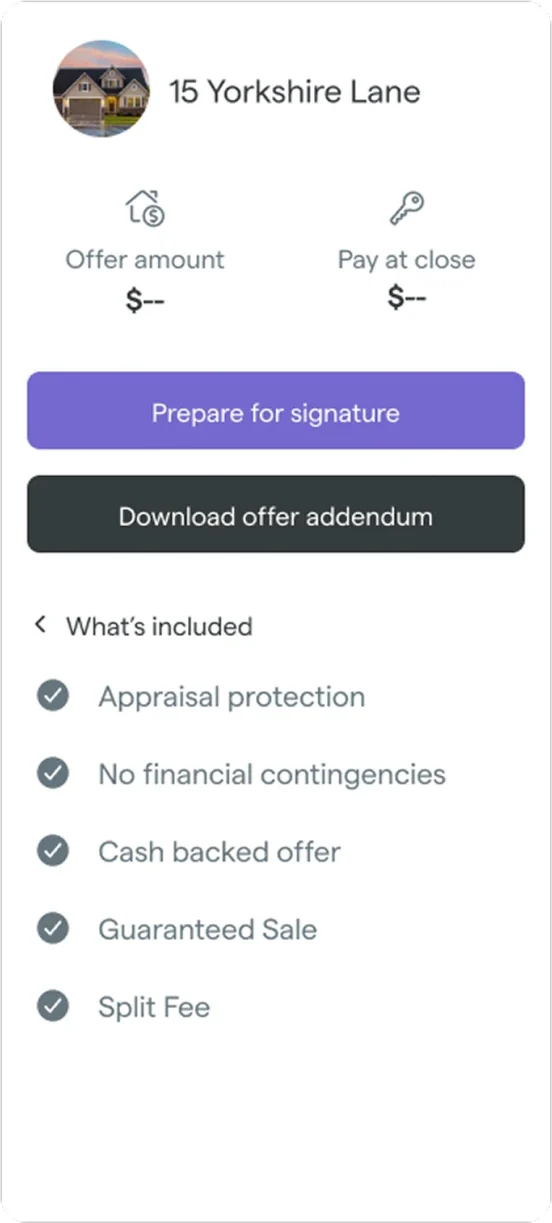 15 Yorkshire Lane
Offer amount
$--
Pay at close
$--
Prepare for signature
Download offer addendum
What's included
Appraisal protection
No financial contingencies
Cash backed offer
Guaranteed Sale
Split Fee